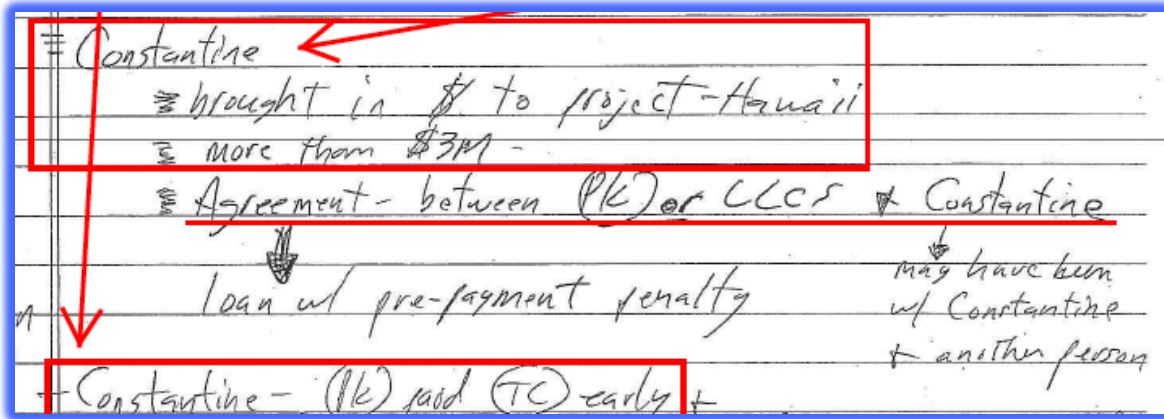 Constantine
brought in $ to project - Hawaii
more than $3M -
Agreement - between (PK) or LLCs & Constantine
loan w/ pre-payment penalty
may have been
w/ Constantine
+ another person
+ Constantine - (PK) paid (TC) early +